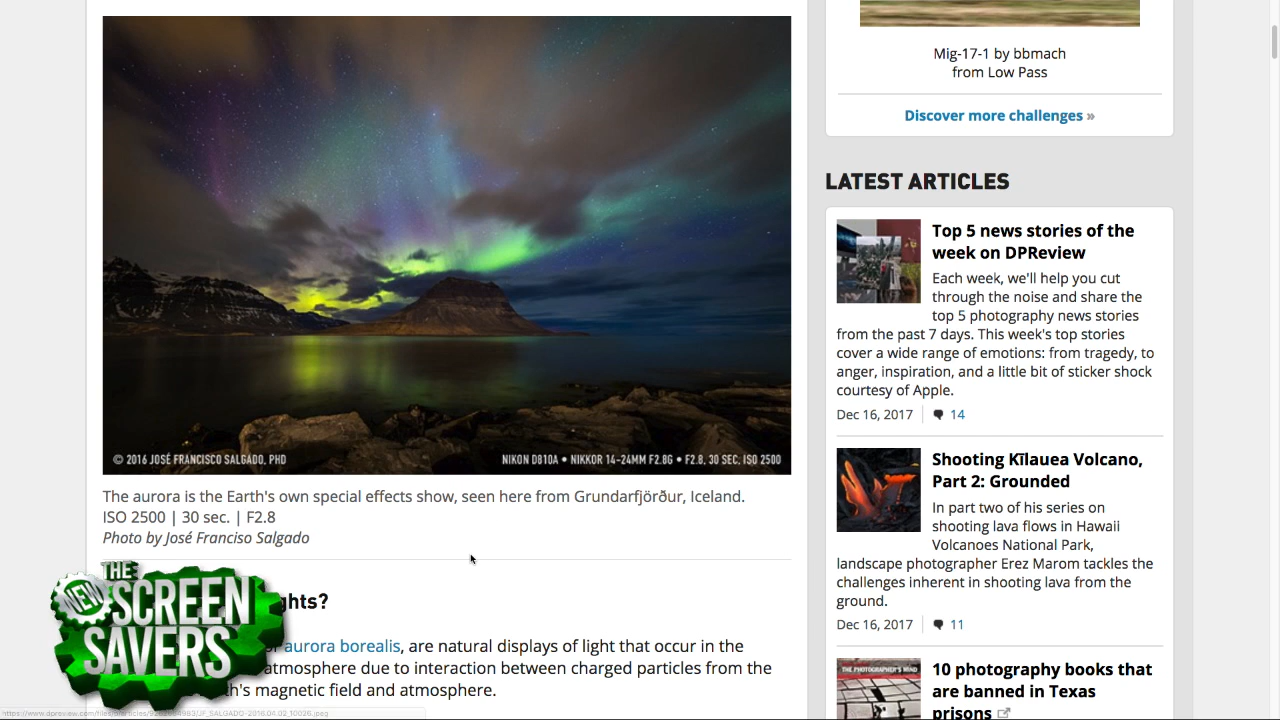 © 2016 JOSÉ FRANCISCO SALGADO, PHD
NIKON D810A • NIKKOR 14-24MM F2.8G • F2.8, 30 SEC, ISO 2500
The aurora is the Earth's own special effects show, seen here from Grundarfjörður, Iceland.
ISO 2500 | 30 sec. | F2.8
Photo by José Franciso Salgado
ghts?
aurora borealis, are natural displays of light that occur in the
atmosphere due to interaction between charged particles from the
h's magnetic field and atmosphere.
THE
NEW
SCREEN
SAVERS
Mig-17-1 by bbmach
from Low Pass
Discover more challenges »
LATEST ARTICLES
Top 5 news stories of the
week on DPReview
Each week, we'll help you cut
through the noise and share the
top 5 photography news stories
from the past 7 days. This week's top stories
cover a wide range of emotions: from tragedy, to
anger, inspiration, and a little bit of sticker shock
courtesy of Apple.
Dec 16, 2017
14
Shooting Kīlauea Volcano,
Part 2: Grounded
In part two of his series on
shooting lava flows in Hawaii
Volcanoes National Park,
landscape photographer Erez Marom tackles the
challenges inherent in shooting lava from the
ground.
Dec 16, 2017
11
THE PHOTOGRAPHER'S MIND
10 photography books that
are banned in Texas
prisons